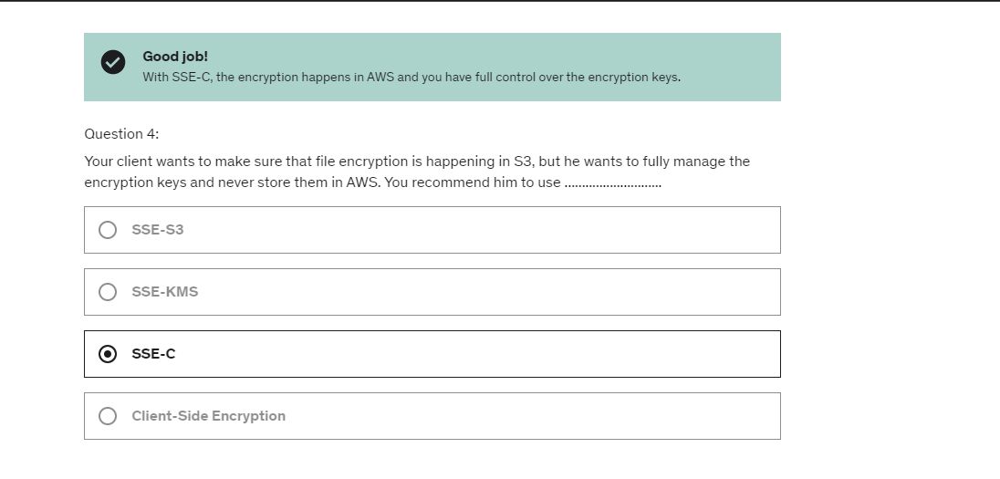 Good job!
With SSE-C, the encryption happens in AWS and you have full control over the encryption keys.
Question 4:
Your client wants to make sure that file encryption is happening in S3, but he wants to fully manage the
encryption keys and never store them in AWS. You recommend him to use ............................
SSE-S3
SSE-KMS
SSE-C
Client-Side Encryption